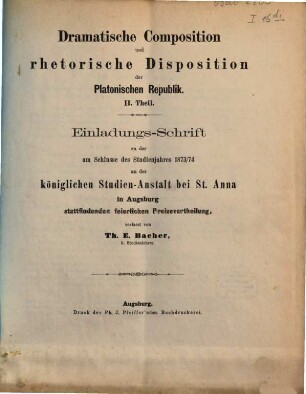 I 16 di
Dramatische Composition
und
rhetorische Disposition
der
Platonischen Republik.
II. Theil.
Einladungs-Schrift
zu der
am Schlusse des Studienjahres 1873/74
an der
königlichen Studien-Anstalt bei St. Anna
in Augsburg
stattfindenden feierlichen Preisevertheilung,
verfasst von
Th. E. Bacher,
k. Studienlehrer.
Augsburg.
Druck der Ph. J. Pfeiffer'schen Buchdruckerei.